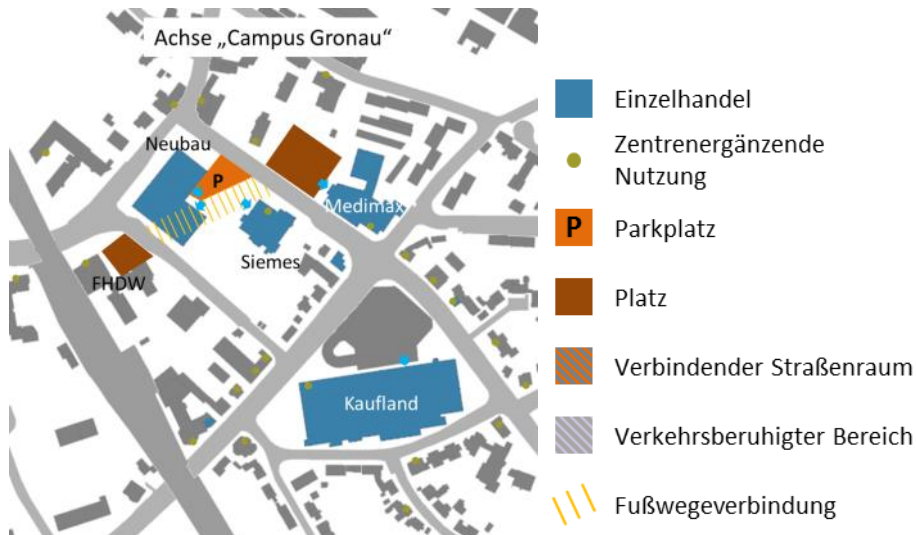 Achse „Campus Gronau“
Neubau
P
Medimax
Siemes
FHDW
Kaufland
Einzelhandel
Zentrenergänzende
Nutzung
P
Parkplatz
Platz
Verbindender Straßenraum
Verkehrsberuhigter Bereich
Fußwegeverbindung